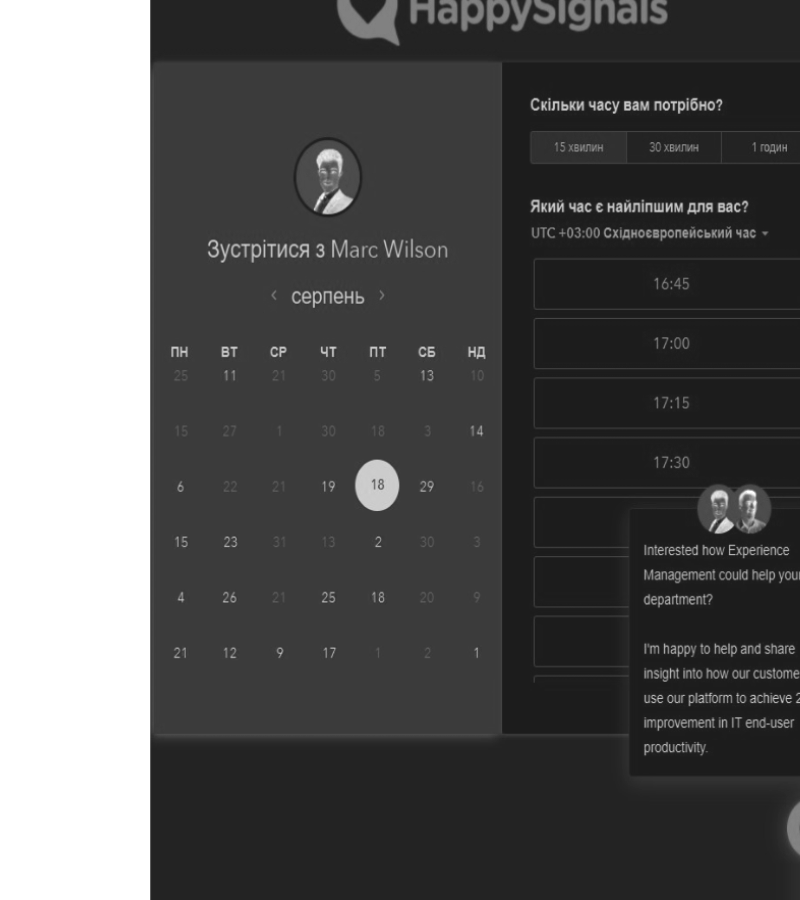 HappySignals
Зустрітися з Marc Wilson
‹ серпень ›
ПН ВТ СР ЧТ ПТ СБ НД
25 11 21 30 5 13 10
15 27 1 30 18 3 14
6 22 21 19 18 29 16
15 23 31 13 2 30 3
4 26 21 25 18 20 9
21 12 9 17 1 2 1
Скільки часу вам потрібно?
15 хвилин 30 хвилин 1 годин
Який час є найліпшим для вас?
UTC +03:00 Східноєвропейський час
16:45
17:00
17:15
17:30
Interested how Experience
Management could help your
department?
I'm happy to help and share
insight into how our custome
use our platform to achieve 2
improvement in IT end-user
productivity.